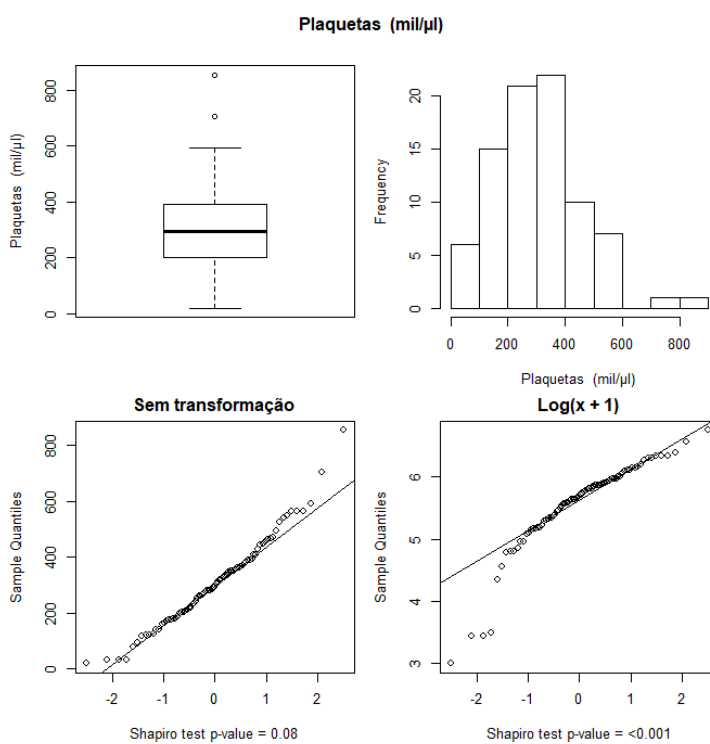 Plaquetas (mil/µl)
Plaquetas (mil/µl)
0 200 400 600 800
Frequency
0 5 10 15 20
0 200 400 600 800
Plaquetas (mil/µl)
Sem transformação
Sample Quantiles
0 200 400 600 800
-2 -1 0 1 2
Shapiro test p-value = 0.08
Log(x + 1)
Sample Quantiles
3 4 5 6
-2 -1 0 1 2
Shapiro test p-value = <0.001